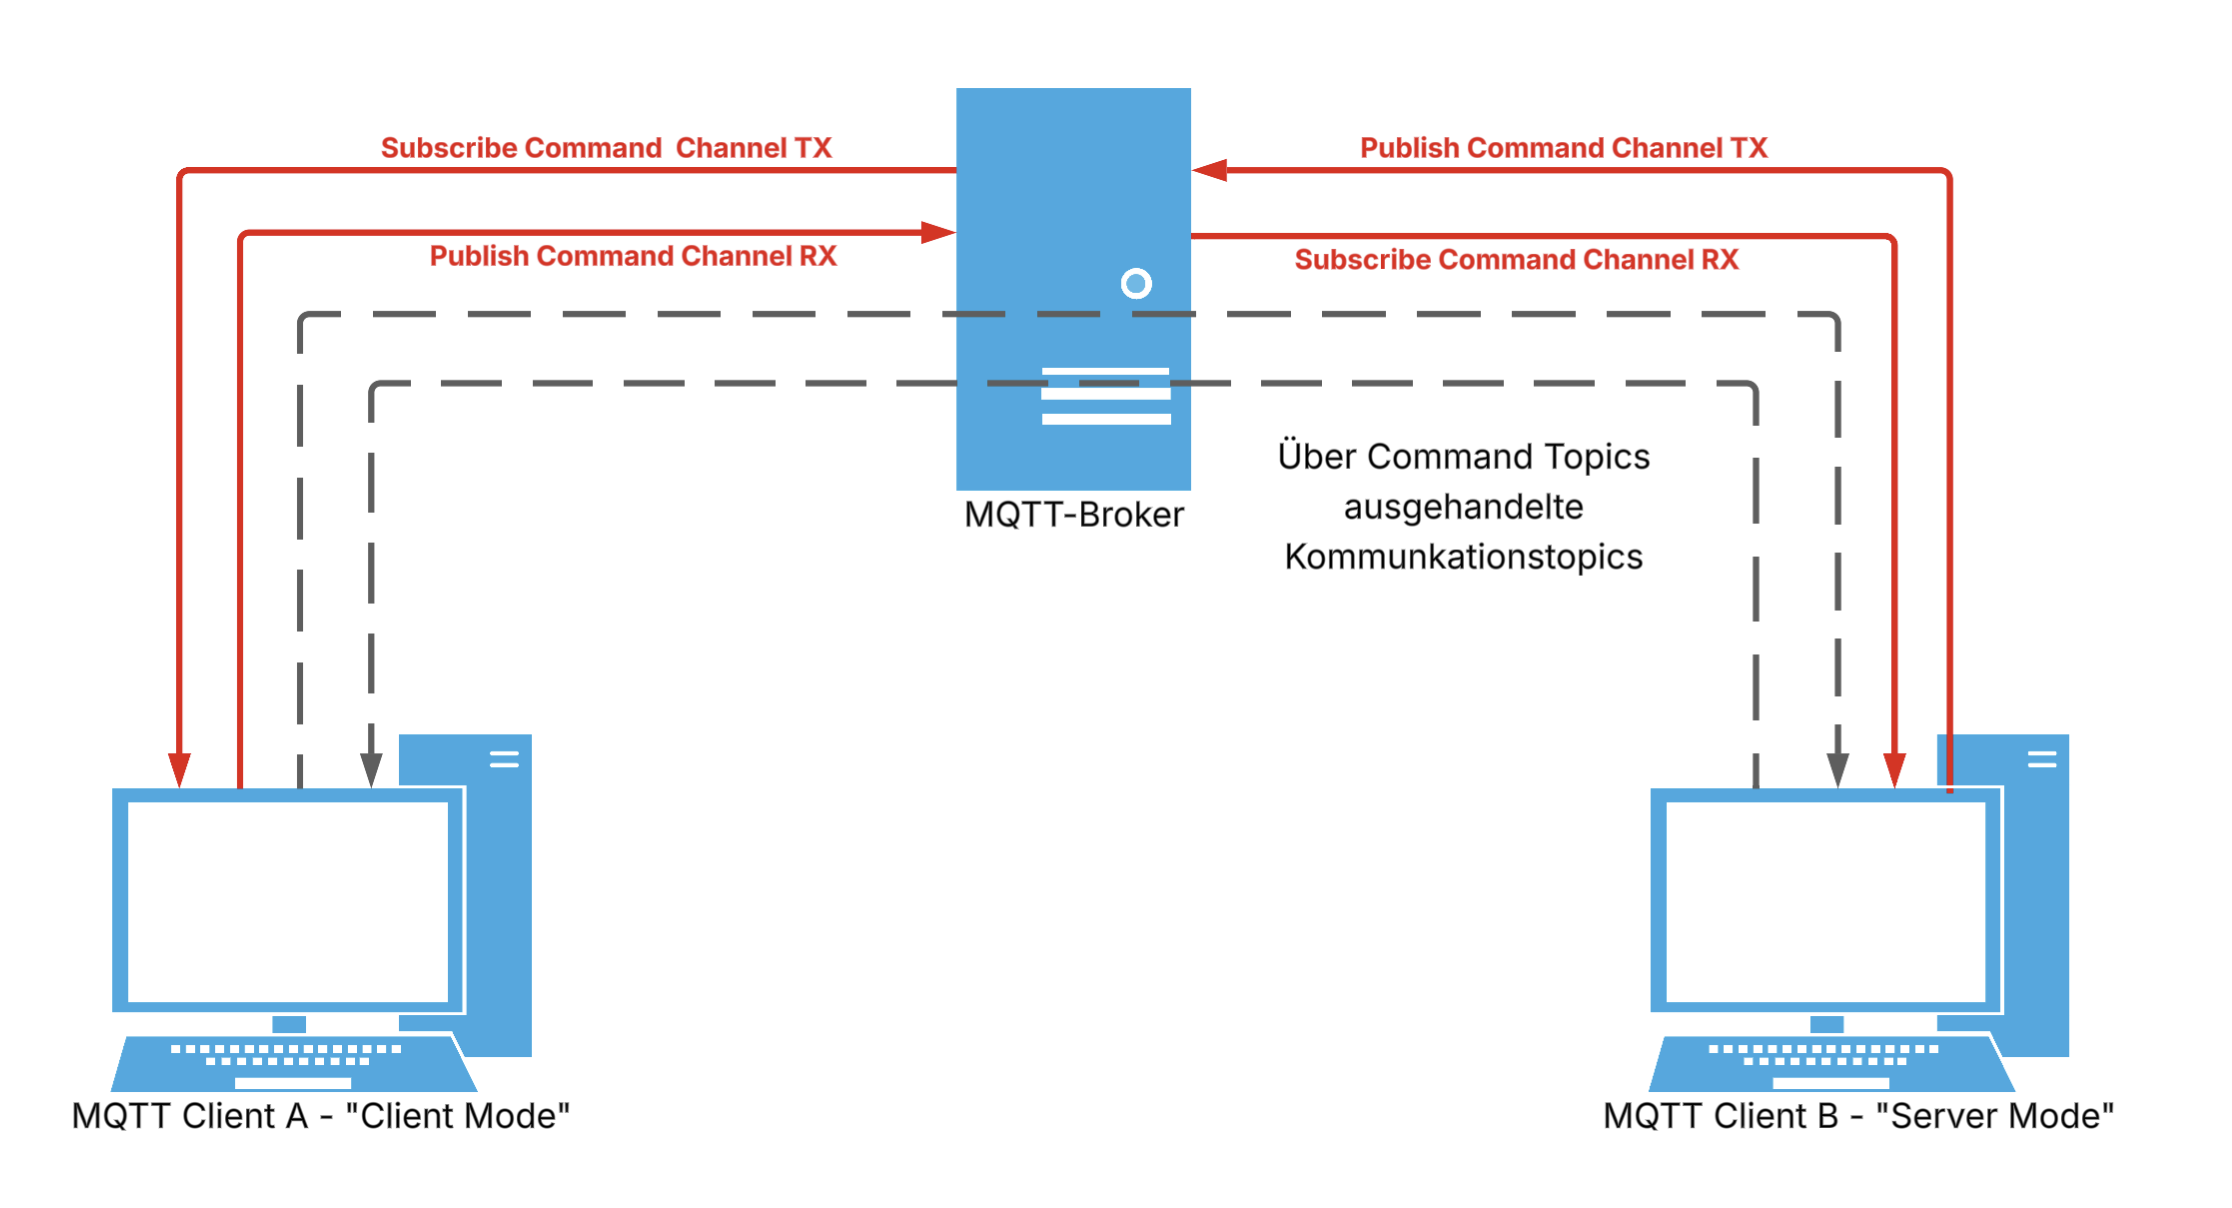 Subscribe Command  Channel TX
Publish Command Channel TX
Publish Command Channel RX
Subscribe Command Channel RX
Über Command Topics
ausgehandelte
Kommunkationstopics
MQTT-Broker
MQTT Client A - "Client Mode"
MQTT Client B - "Server Mode"